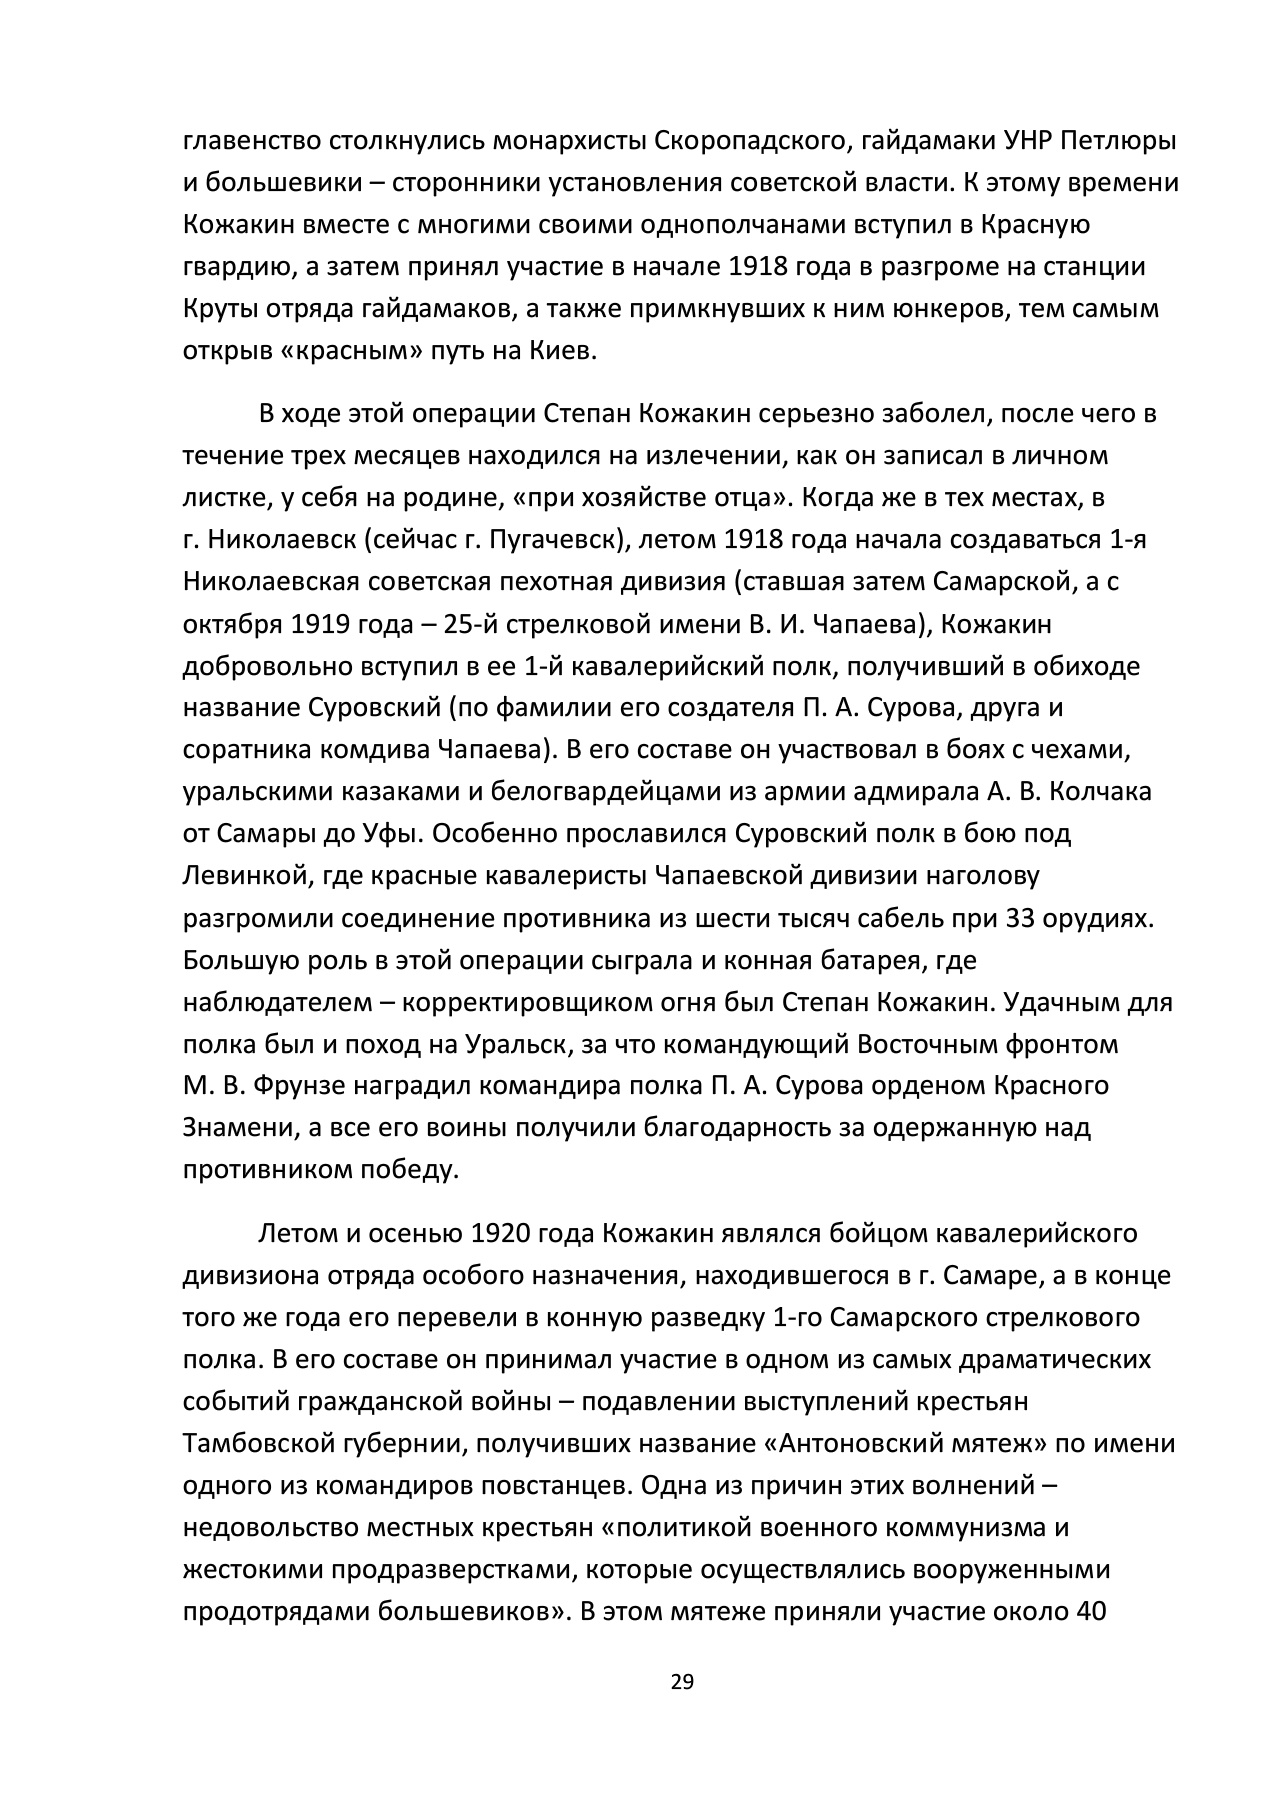 главенство столкнулись монархисты Скоропадского, гайдамаки УНР Петлюры
и большевики – сторонники установления советской власти. К этому времени
Кожакин вместе с многими своими однополчанами вступил в Красную
гвардию, а затем принял участие в начале 1918 года в разгроме на станции
Круты отряда гайдамаков, а также примкнувших к ним юнкеров, тем самым
открыв «красным» путь на Киев.
В ходе этой операции Степан Кожакин серьезно заболел, после чего в
течение трех месяцев находился на излечении, как он записал в личном
листке, у себя на родине, «при хозяйстве отца». Когда же в тех местах, в
г. Николаевск (сейчас г. Пугачевск), летом 1918 года начала создаваться 1-я
Николаевская советская пехотная дивизия (ставшая затем Самарской, а с
октября 1919 года – 25-й стрелковой имени В. И. Чапаева), Кожакин
добровольно вступил в ее 1-й кавалерийский полк, получивший в обиходе
название Суровский (по фамилии его создателя П. А. Сурова, друга и
соратника комдива Чапаева). В его составе он участвовал в боях с чехами,
уральскими казаками и белогвардейцами из армии адмирала А. В. Колчака
от Самары до Уфы. Особенно прославился Суровский полк в бою под
Левинкой, где красные кавалеристы Чапаевской дивизии наголову
разгромили соединение противника из шести тысяч сабель при 33 орудиях.
Большую роль в этой операции сыграла и конная батарея, где
наблюдателем – корректировщиком огня был Степан Кожакин. Удачным для
полка был и поход на Уральск, за что командующий Восточным фронтом
М. В. Фрунзе наградил командира полка П. А. Сурова орденом Красного
Знамени, а все его воины получили благодарность за одержанную над
противником победу.
Летом и осенью 1920 года Кожакин являлся бойцом кавалерийского
дивизиона отряда особого назначения, находившегося в г. Самаре, а в конце
того же года его перевели в конную разведку 1-го Самарского стрелкового
полка. В его составе он принимал участие в одном из самых драматических
событий гражданской войны – подавлении выступлений крестьян
Тамбовской губернии, получивших название «Антоновский мятеж» по имени
одного из командиров повстанцев. Одна из причин этих волнений –
недовольство местных крестьян «политикой военного коммунизма и
жестокими продразверстками, которые осуществлялись вооруженными
продотрядами большевиков». В этом мятеже приняли участие около 40
29